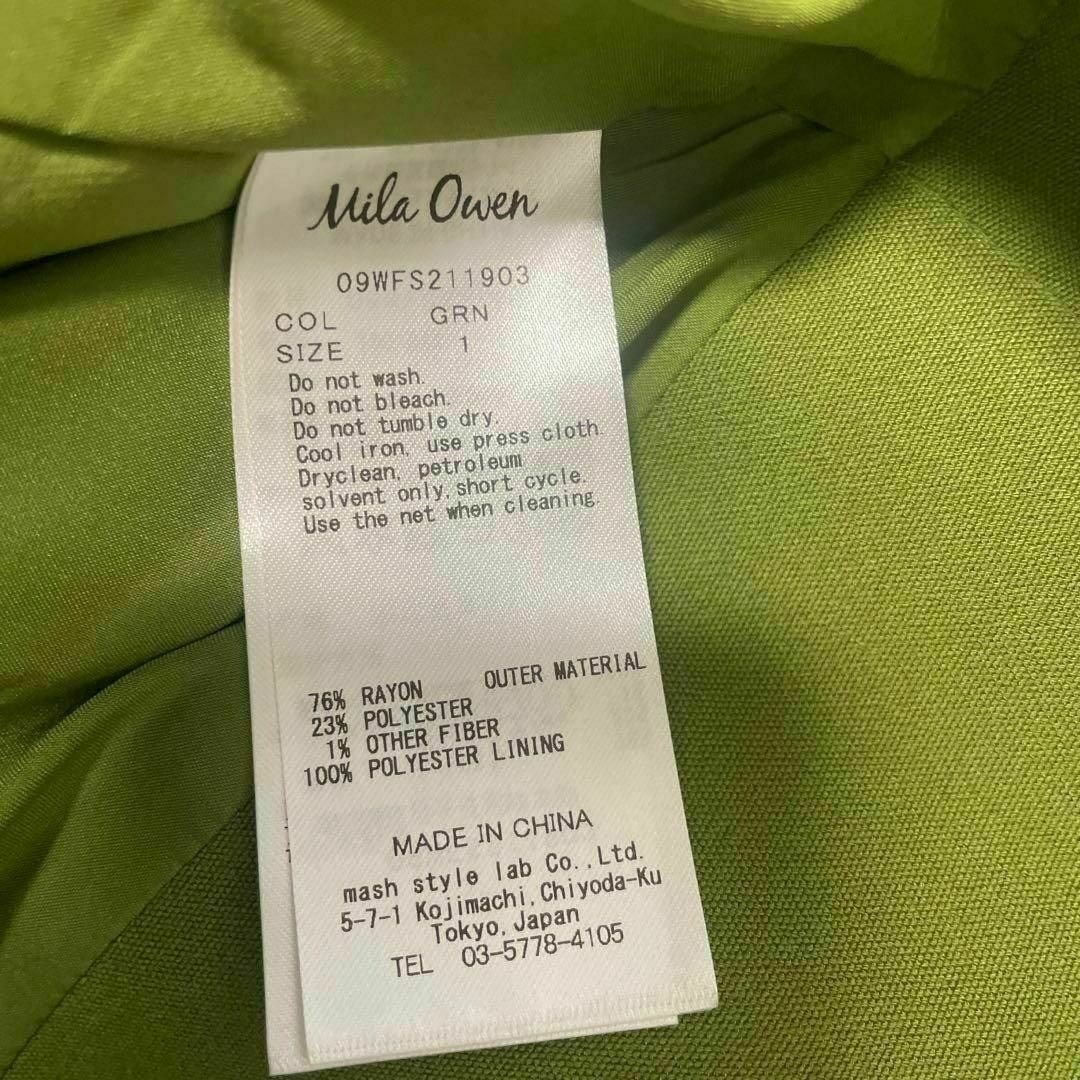 Mila Owen
09WFS211903
COL GRN
SIZE 1
Do not wash.
Do not bleach.
Do not tumble dry.
Cool iron, use press cloth.
Dryclean, petroleum
solvent only, short cycle.
Use the net when cleaning.
76% RAYON OUTER MATERIAL
23% POLYESTER
1% OTHER FIBER
100% POLYESTER LINING
MADE IN CHINA
mash style lab Co.,Ltd.
5-7-1 Kojimachi, Chiyoda-Ku
Tokyo, Japan
TEL 03-5778-4105